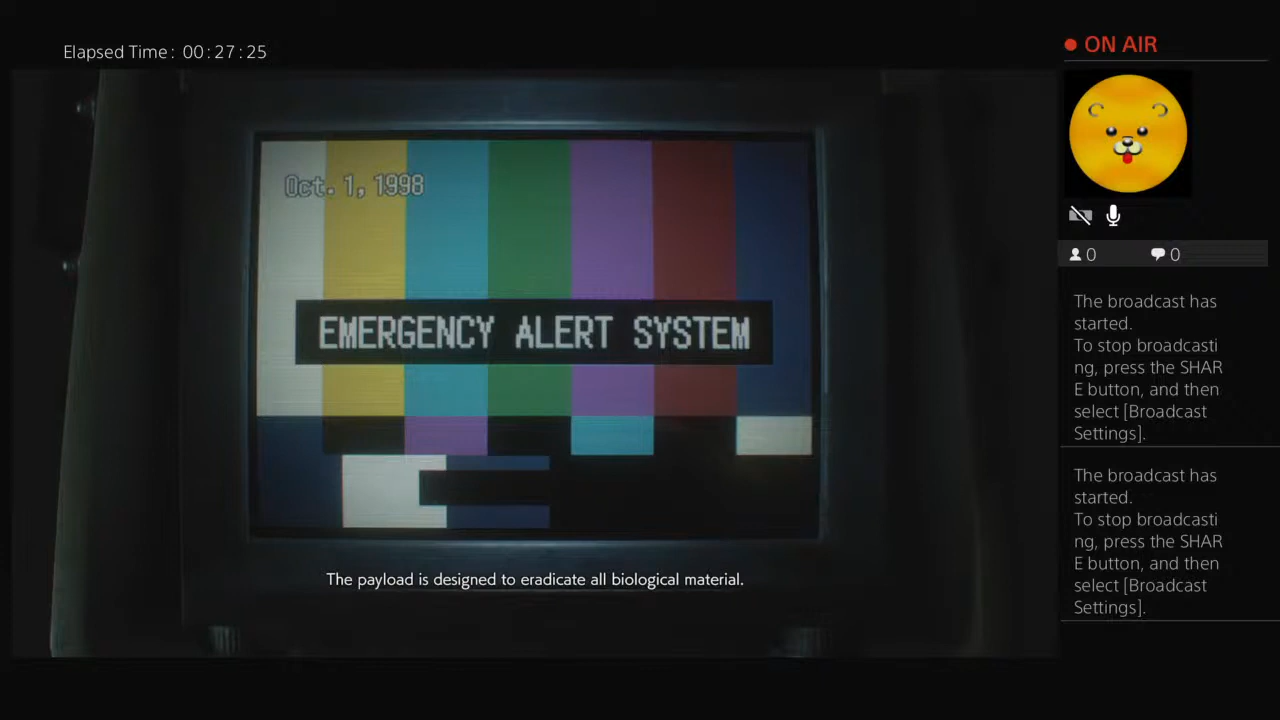 Elapsed Time: 00:27:25
ON AIR
Oct. 1, 1998
EMERGENCY ALERT SYSTEM
The payload is designed to eradicate all biological material.
0
0
The broadcast has
started.
To stop broadcasti
ng, press the SHAR
E button, and then
select [Broadcast
Settings].
The broadcast has
started.
To stop broadcasti
ng, press the SHAR
E button, and then
select [Broadcast
Settings].